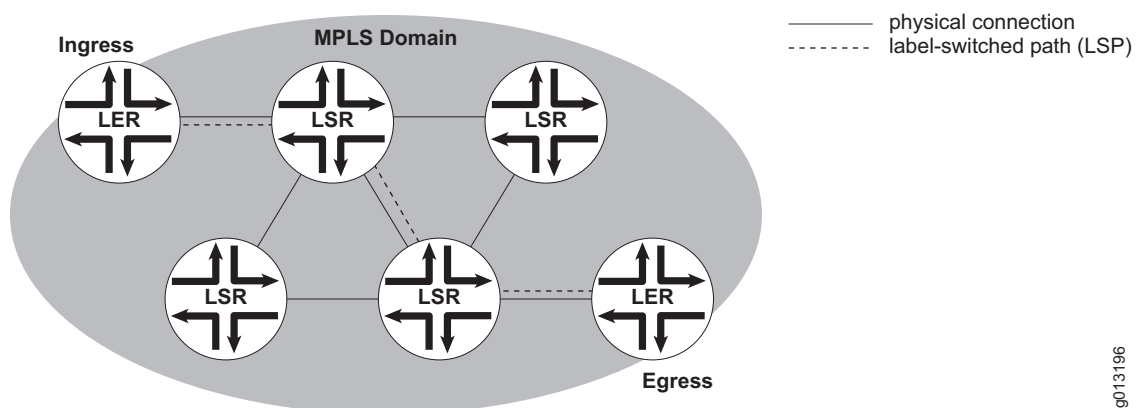 physical connection
label-switched path (LSP)
MPLS Domain
Ingress
LER
LSR
LSR
LSR
LSR
LER
Egress
g013196